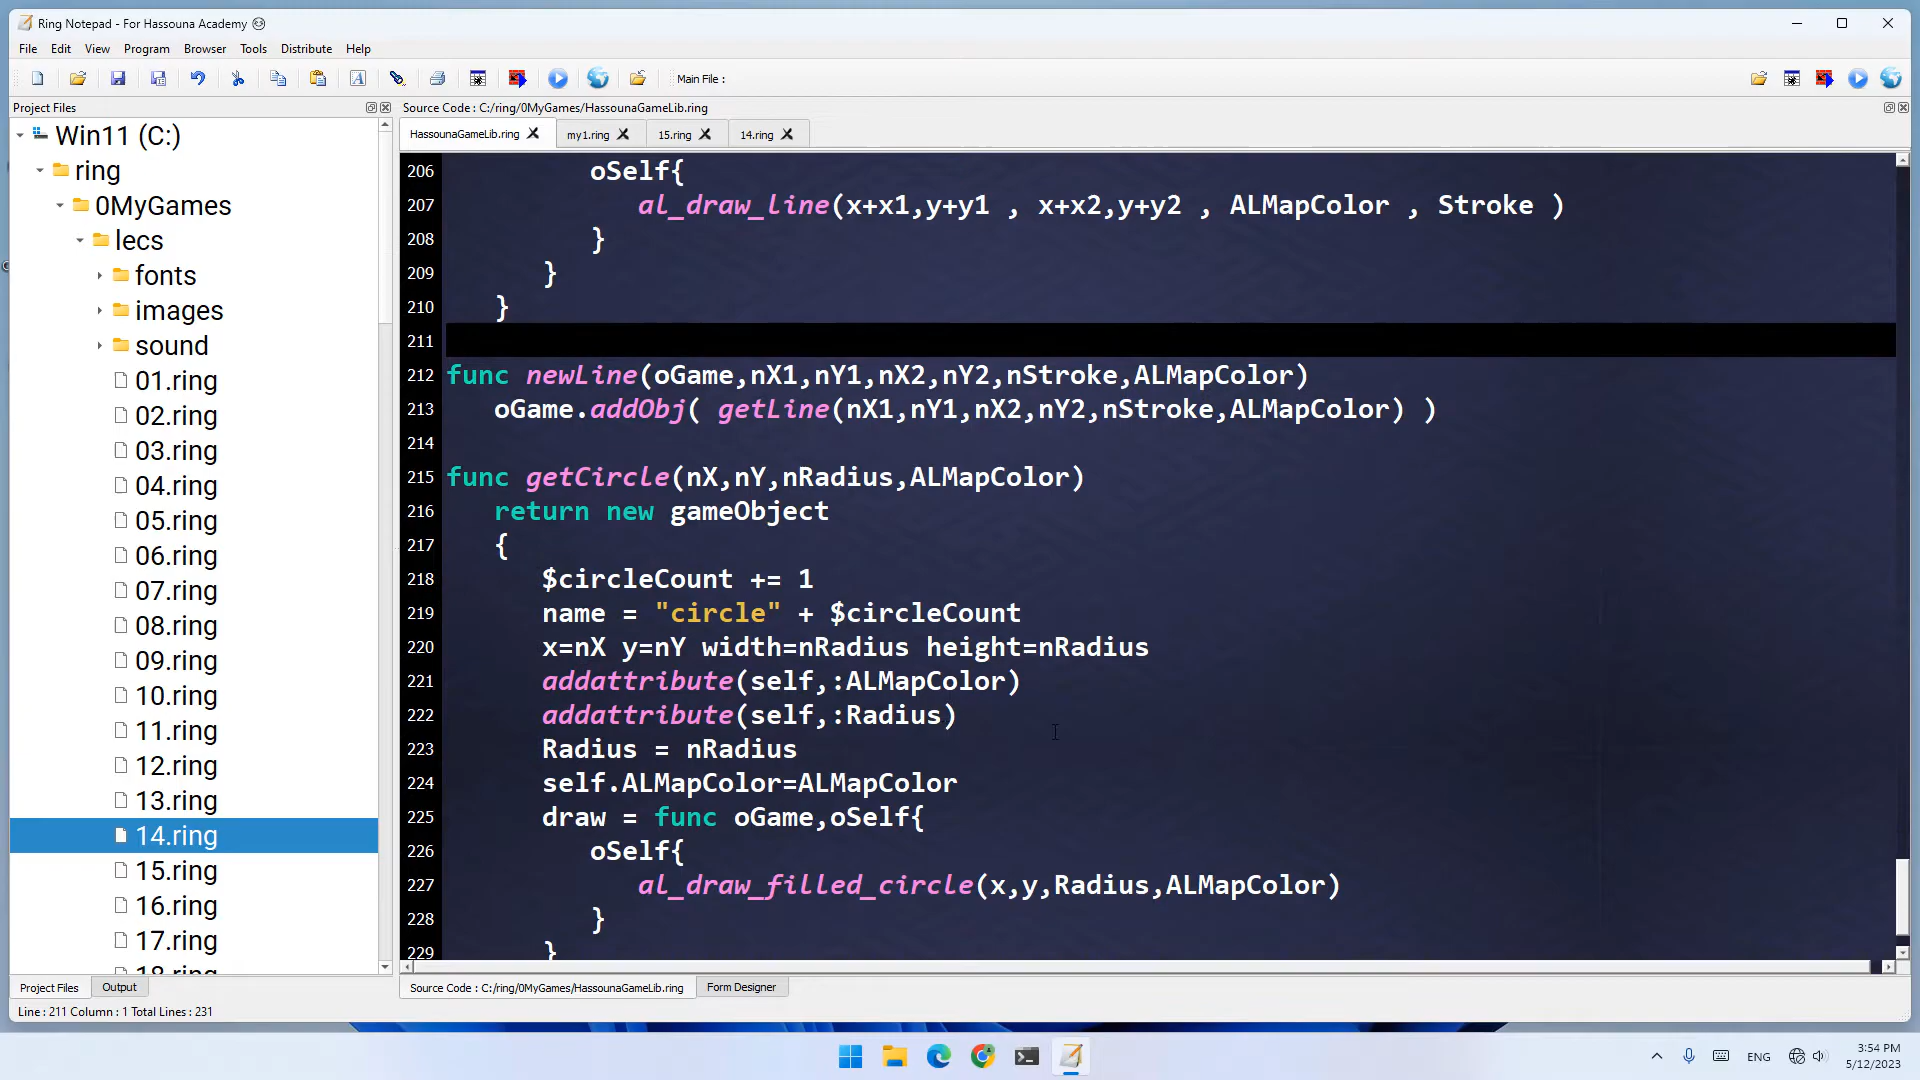 Ring Notepad - For Hassouna Academy
File Edit View Program Browser Tools Distribute Help
Main File :
Project Files
Source Code : C:/ring/0MyGames/HassounaGameLib.ring
HassounaGameLib.ring my1.ring 15.ring 14.ring
Win11 (C:)
ring
0MyGames
lecs
fonts
images
sound
01.ring
02.ring
03.ring
04.ring
05.ring
06.ring
07.ring
08.ring
09.ring
10.ring
11.ring
12.ring
13.ring
14.ring
15.ring
16.ring
17.ring
18.ring
206 oSelf{
207 al_draw_line(x+x1,y+y1 , x+x2,y+y2 , ALMapColor , Stroke )
208 }
209 }
210 }
211
212 func newLine(oGame,nX1,nY1,nX2,nY2,nStroke,ALMapColor)
213 oGame.addObj( getLine(nX1,nY1,nX2,nY2,nStroke,ALMapColor) )
214
215 func getCircle(nX,nY,nRadius,ALMapColor)
216 return new gameObject
217 {
218 $circleCount += 1
219 name = "circle" + $circleCount
220 x=nX y=nY width=nRadius height=nRadius
221 addattribute(self,:ALMapColor)
222 addattribute(self,:Radius)
223 Radius = nRadius
224 self.ALMapColor=ALMapColor
225 draw = func oGame,oSelf{
226 oSelf{
227 al_draw_filled_circle(x,y,Radius,ALMapColor)
228 }
229 }
Project Files Output
Source Code : C:/ring/0MyGames/HassounaGameLib.ring Form Designer
Line : 211 Column : 1 Total Lines : 231
ENG
3:54 PM
5/12/2023